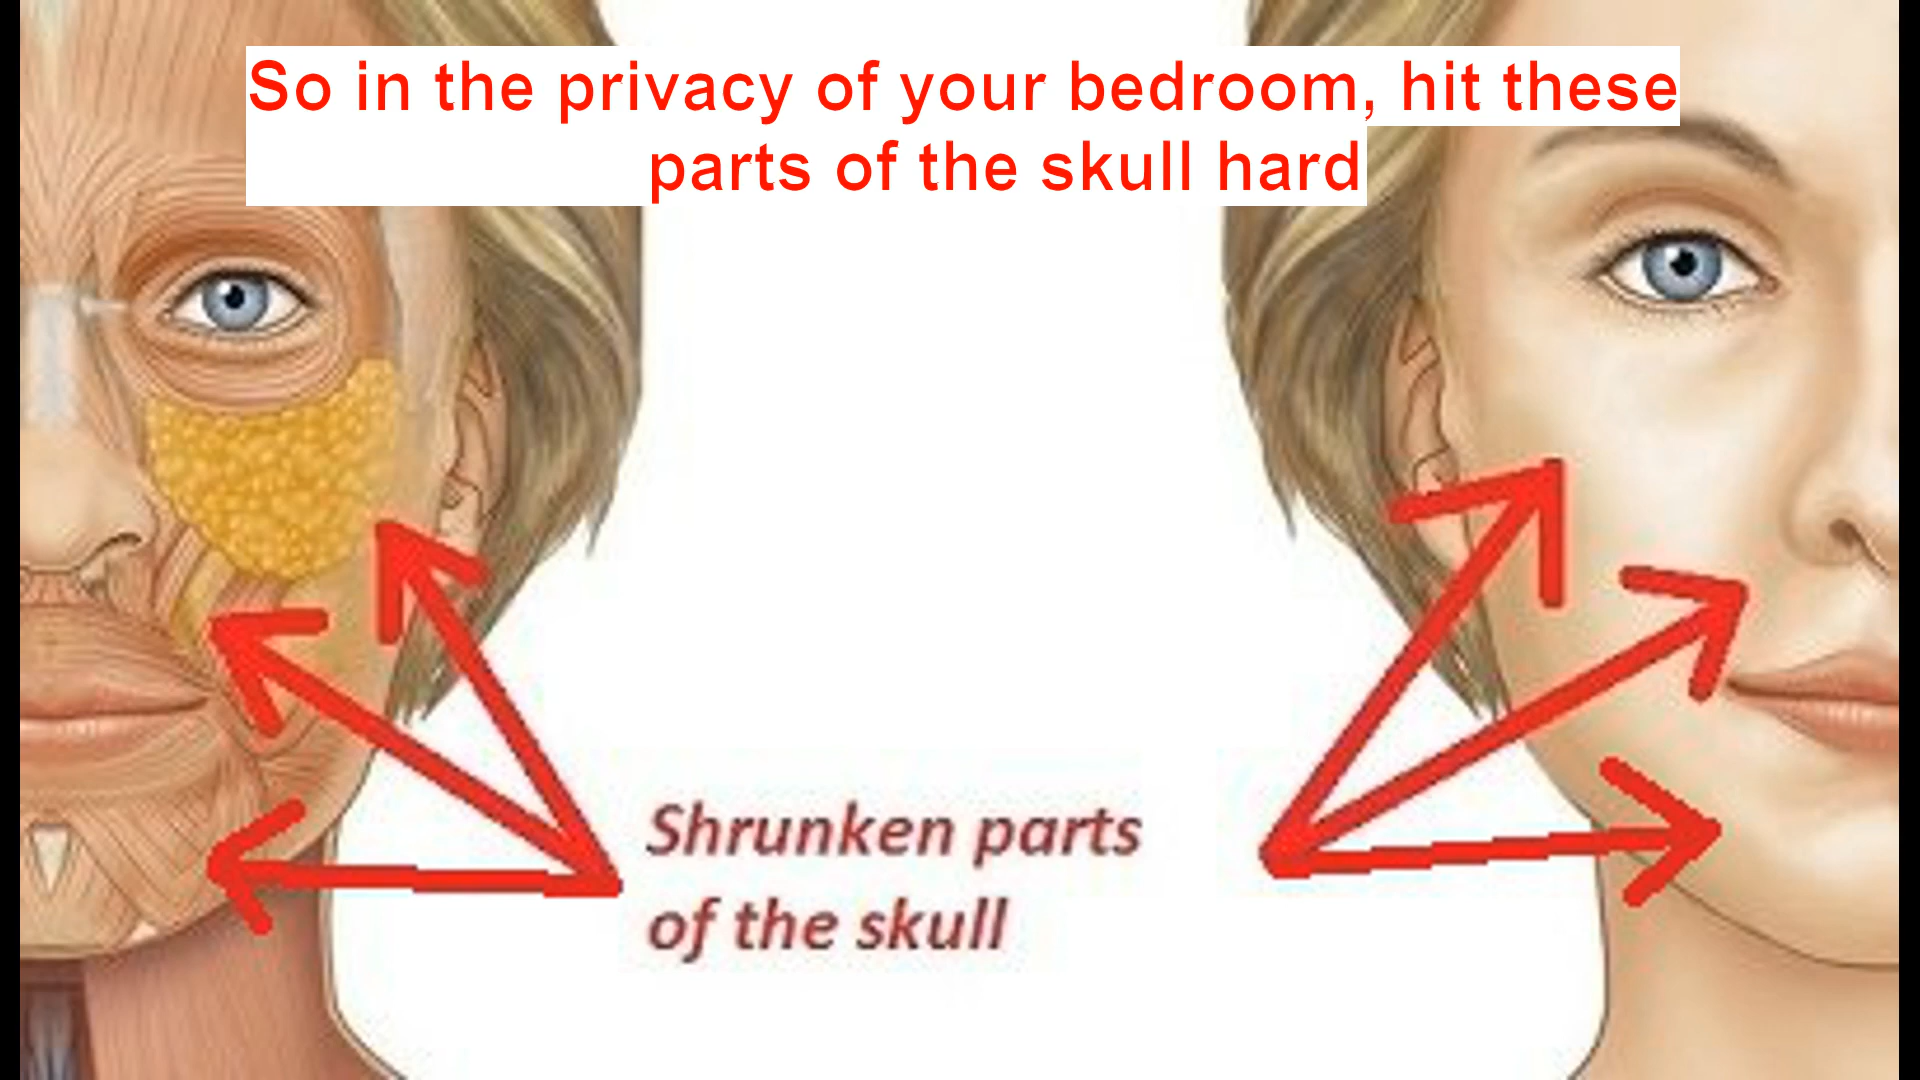 So in the privacy of your bedroom, hit these
parts of the skull hard
Shrunken parts
of the skull